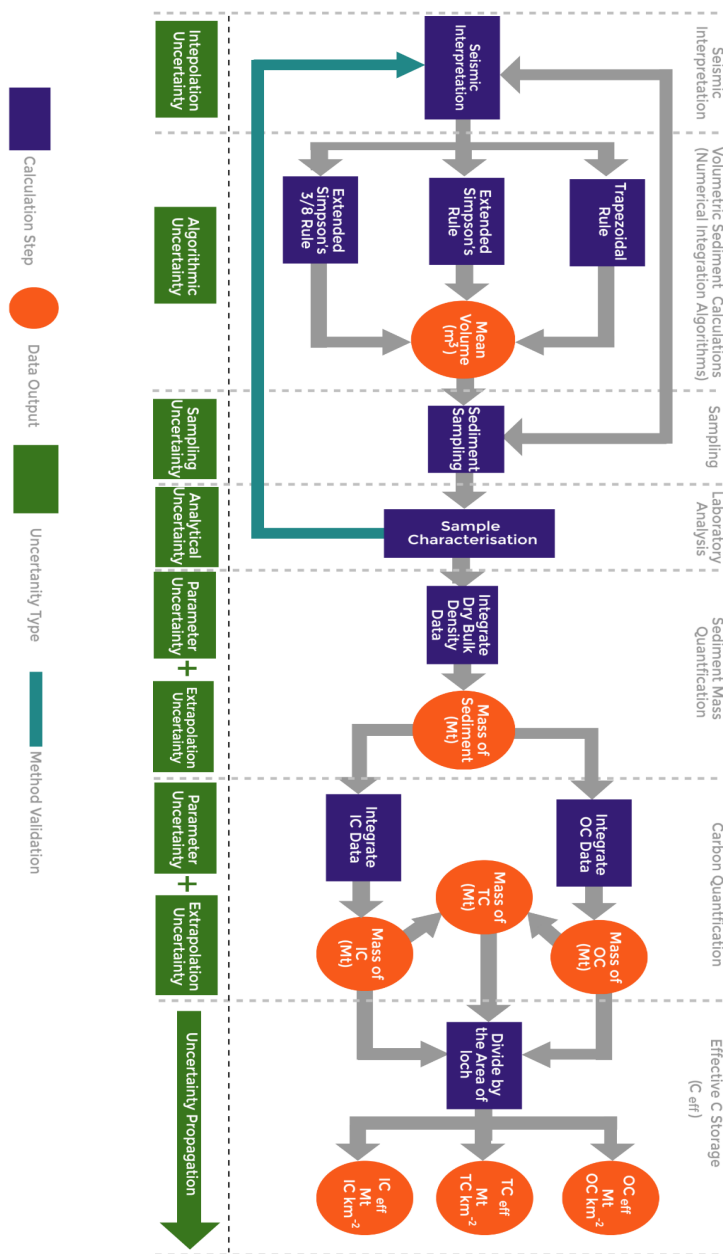 Seismic
Interpretation
Volumetric Sediment Calculations
(Numerical Integration Algorithms)
Sampling
Laboratory
Analysis
Sediment Mass
Quantfication
Carbon Quantfication
Effective C Storage
(C eff)
Seismic
Interpretation
Trapezoidal
Rule
Extended
Simpson's
Rule
Extended
Simpson's
3/8 Rule
Mean
Volume
(m³)
Sediment
Sampling
Sample
Characterisation
Integrate
Dry Bulk
Density
Data
Mass of
Sediment
(Mt)
Integrate
OC Data
Integrate
IC Data
Mass of
OC
(Mt)
Mass of
TC
(Mt)
Mass of
IC
(Mt)
Divide by
the Area of
loch
OC eff
Mt
OC km⁻²
TC eff
Mt
TC km⁻²
IC eff
Mt
IC km⁻²
Intepolation
Uncertainty
Algorithmic
Uncertainty
Sampling
Uncertainty
Analytical
Uncertainty
Parameter
Uncertainty
+
Extrapolation
Uncertainty
Parameter
Uncertainty
+
Extrapolation
Uncertainty
Uncertainty Propagation
Calculation Step
Data Output
Uncertanity Type
Method Validation